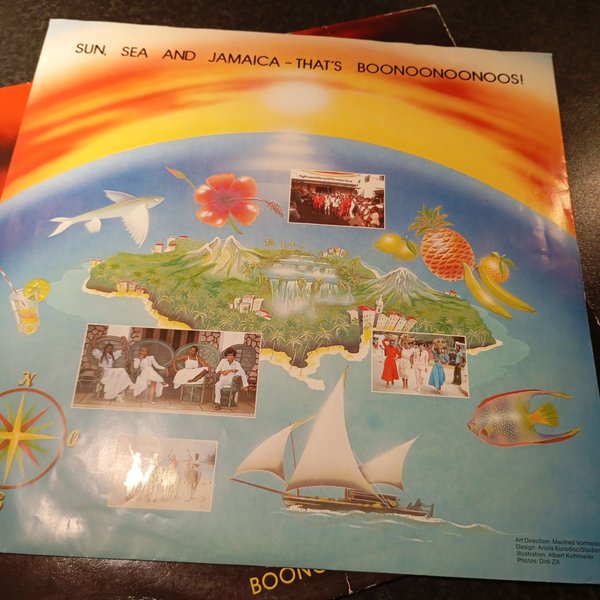 SUN, SEA AND JAMAICA – THAT'S BOONOONOONOOS!
N
O
S
Art Direction: Manfred Vormstein
Design: Ariola-Eurodisc/Studios
Illustration: Albert Kohlmeier
Photos: Didi Zill